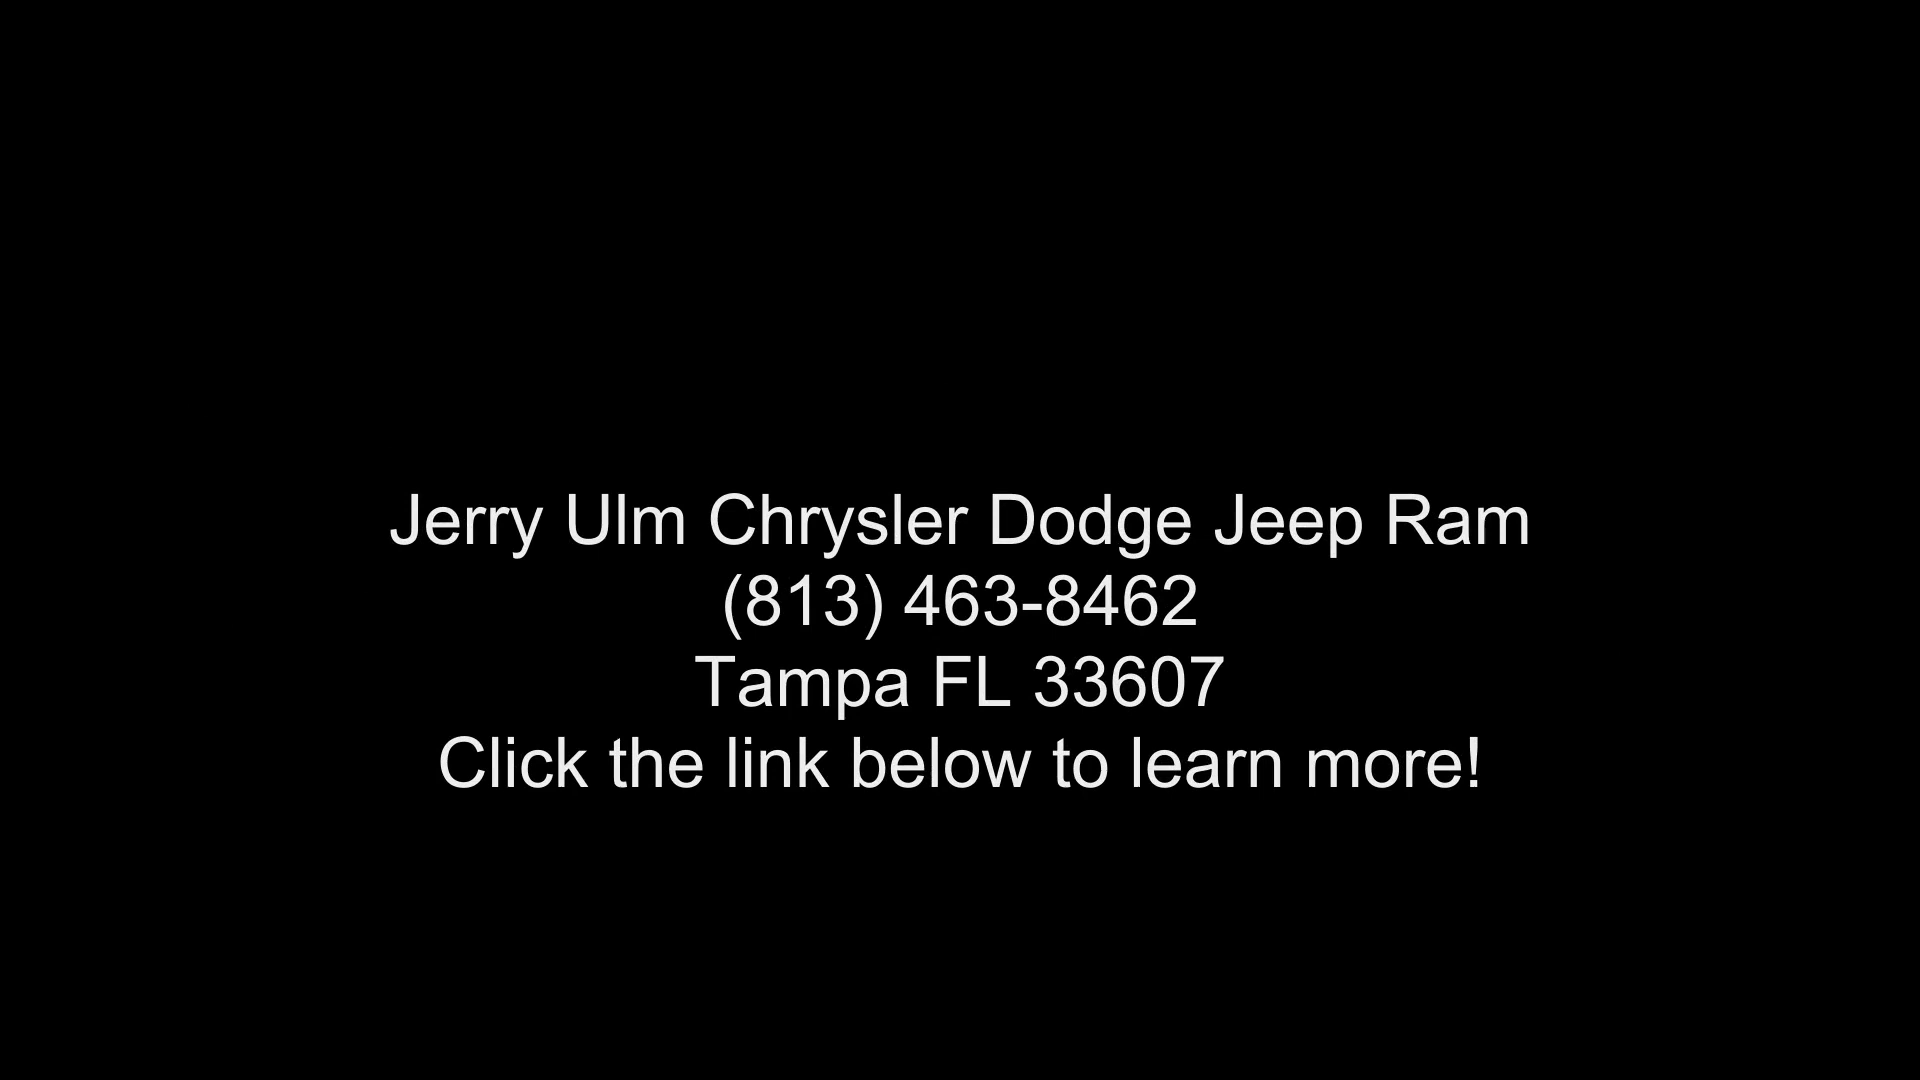 Jerry Ulm Chrysler Dodge Jeep Ram
(813) 463-8462
Tampa FL 33607
Click the link below to learn more!